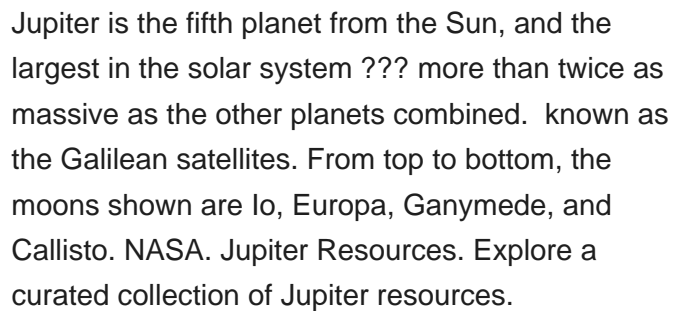 Jupiter is the fifth planet from the Sun, and the
largest in the solar system ??? more than twice as
massive as the other planets combined.  known as
the Galilean satellites. From top to bottom, the
moons shown are Io, Europa, Ganymede, and
Callisto. NASA. Jupiter Resources. Explore a
curated collection of Jupiter resources.